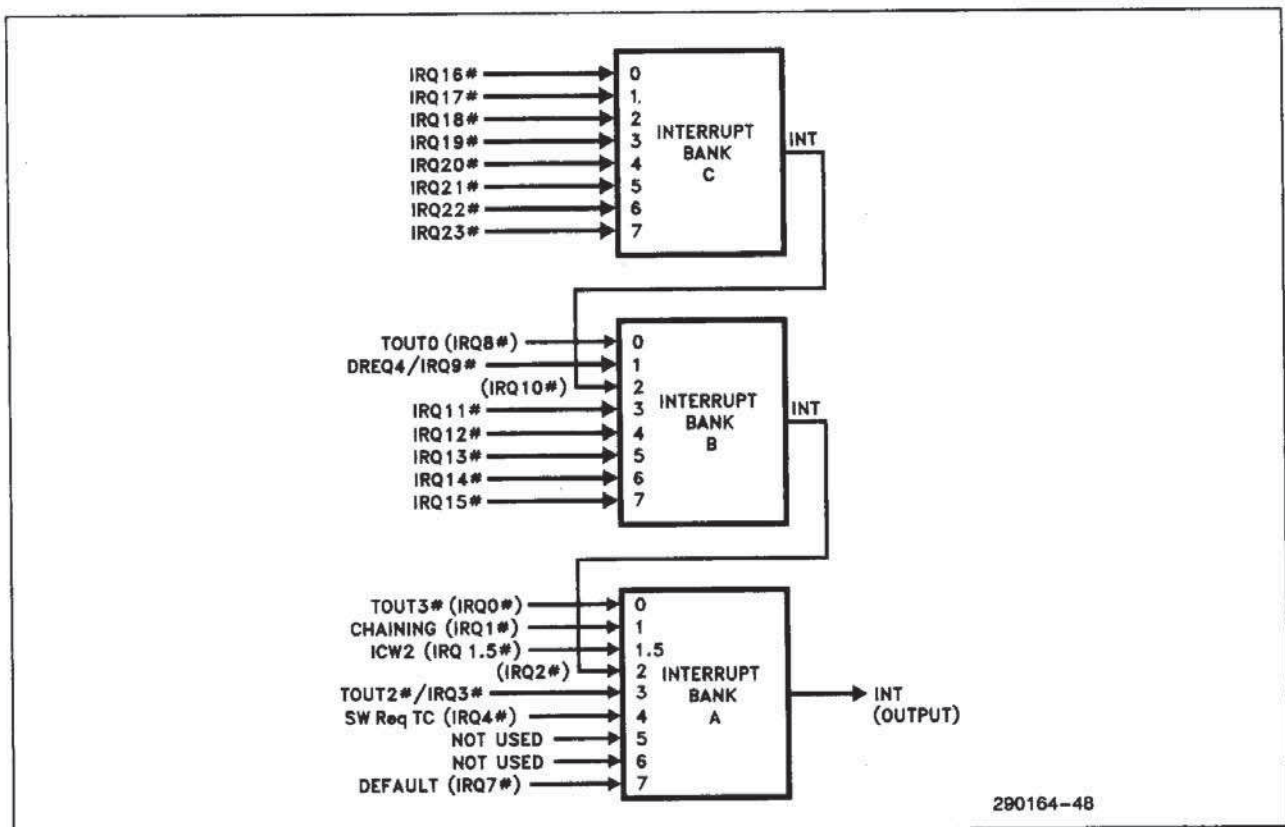 IRQ16# 0
IRQ17# 1.
IRQ18# 2
IRQ19# 3
IRQ20# 4
IRQ21# 5
IRQ22# 6
IRQ23# 7
INTERRUPT
BANK
C
INT
TOUT0 (IRQ8#) 0
DREQ4/IRQ9# 1
(IRQ10#) 2
IRQ11# 3
IRQ12# 4
IRQ13# 5
IRQ14# 6
IRQ15# 7
INTERRUPT
BANK
B
INT
TOUT3# (IRQ0#) 0
CHAINING (IRQ1#) 1
ICW2 (IRQ 1.5#) 1.5
(IRQ2#) 2
TOUT2#/IRQ3# 3
SW Req TC (IRQ4#) 4
NOT USED 5
NOT USED 6
DEFAULT (IRQ7#) 7
INTERRUPT
BANK
A
INT
(OUTPUT)
290164-48